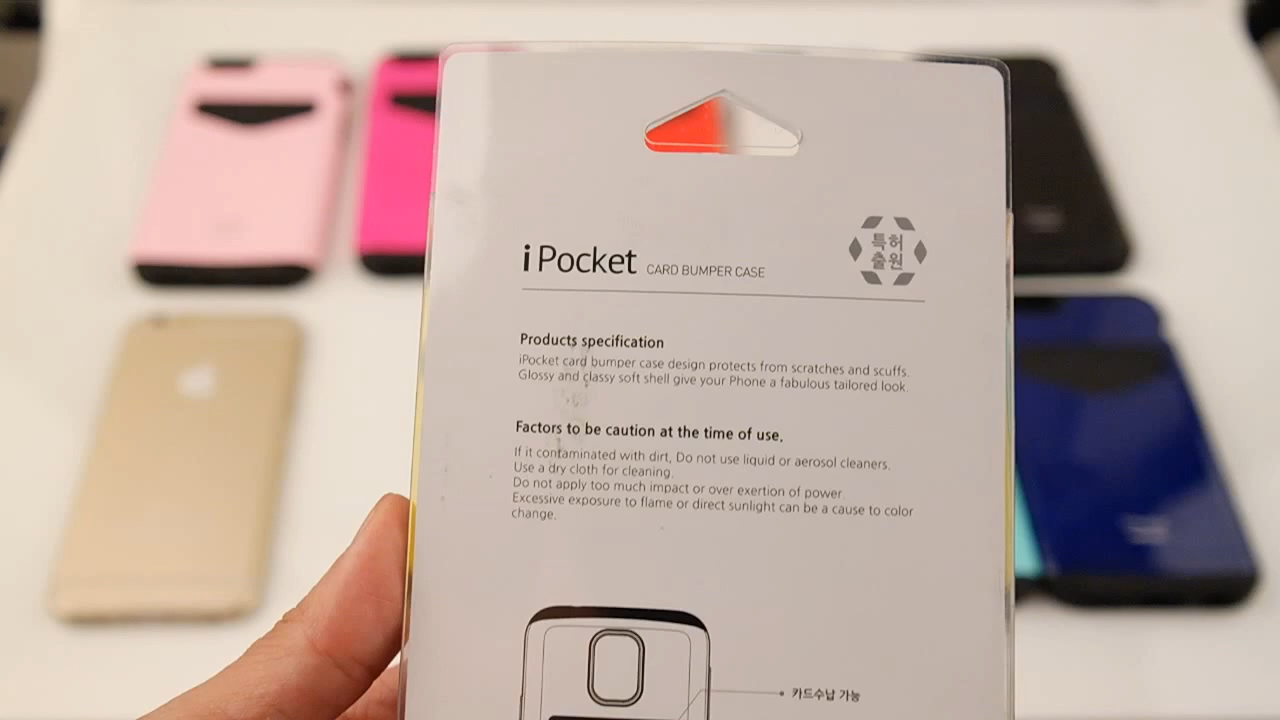 iPocket CARD BUMPER CASE
특허
출원
Products specification
iPocket card bumper case design protects from scratches and scuffs.
Glossy and classy soft shell give your Phone a fabulous tailored look.
Factors to be caution at the time of use.
If it contaminated with dirt, Do not use liquid or aerosol cleaners.
Use a dry cloth for cleaning.
Do not apply too much impact or over exertion of power.
Excessive exposure to flame or direct sunlight can be a cause to color
change.
카드수납 가능